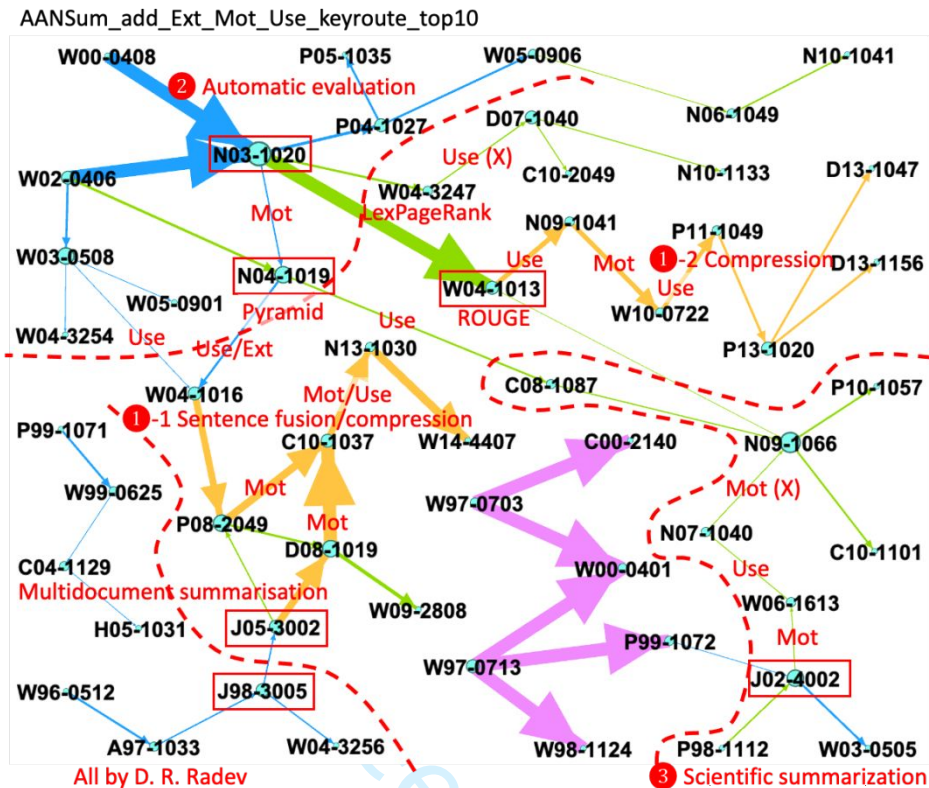 AANSum_add_Ext_Mot_Use_keyroute_top10
W00-0408
P05-1035
W05-0906
N10-1041
2 Automatic evaluation
P04-1027
D07-1040
N06-1049
N03-1020
Use (X)
W02-0406
W04-3247
C10-2049
N10-1133
D13-1047
Mot
LexPageRank
N09-1041
P11-1049
W03-0508
N04-1019
Use
Mot
1-2 Compression
D13-1156
W05-0901
W04-1013
Use
W10-0722
Pyramid
ROUGE
W04-3254
Use
Use/Ext
Use
N13-1030
P13-1020
W04-1016
Mot/Use
C08-1087
P10-1057
1-1 Sentence fusion/compression
P99-1071
C10-1037
W14-4407
C00-2140
N09-1066
W99-0625
Mot
W97-0703
Mot (X)
P08-2049
Mot
N07-1040
D08-1019
C10-1101
C04-1129
W00-0401
Use
Multidocument summarisation
W09-2808
W06-1613
H05-1031
J05-3002
P99-1072
Mot
W97-0713
J02-4002
W96-0512
J98-3005
A97-1033
W04-3256
W98-1124
P98-1112
W03-0505
All by D. R. Radev
3 Scientific summarization